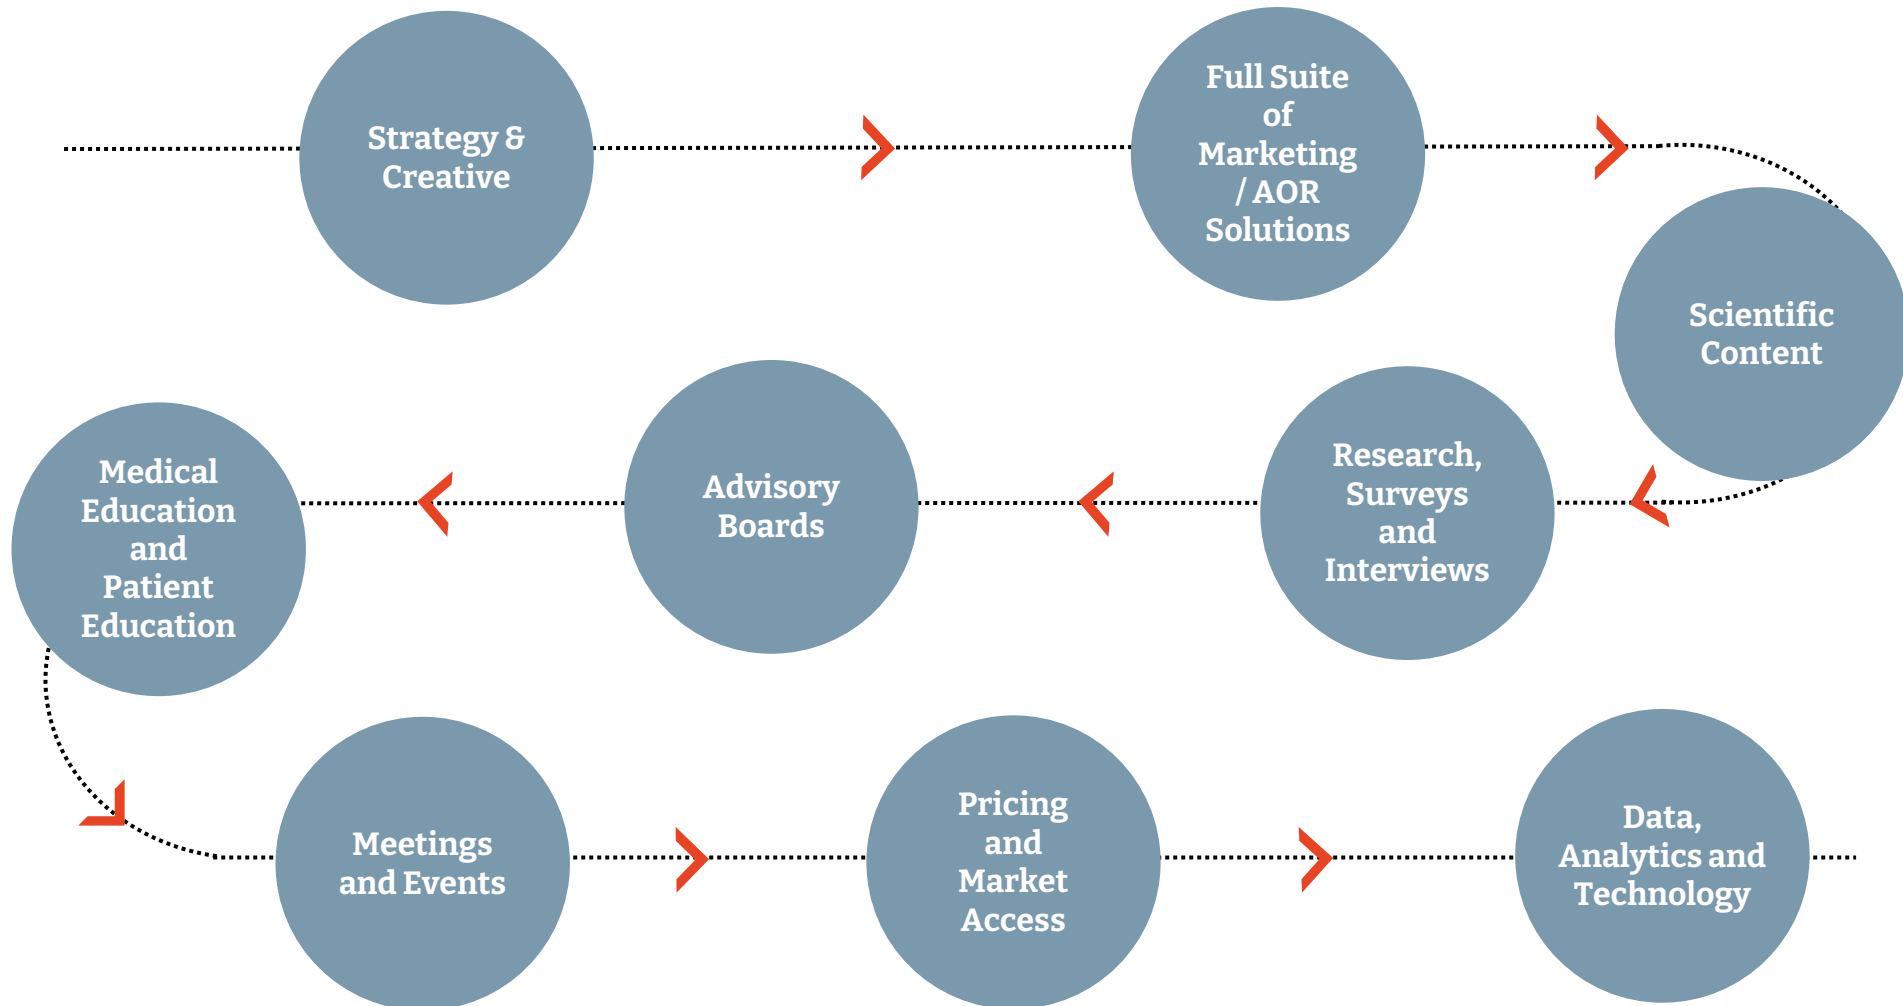 Strategy &
Creative
Full Suite
of
Marketing
/ AOR
Solutions
Scientific
Content
Research,
Surveys
and
Interviews
Advisory
Boards
Medical
Education
and
Patient
Education
Meetings
and Events
Pricing
and
Market
Access
Data,
Analytics and
Technology